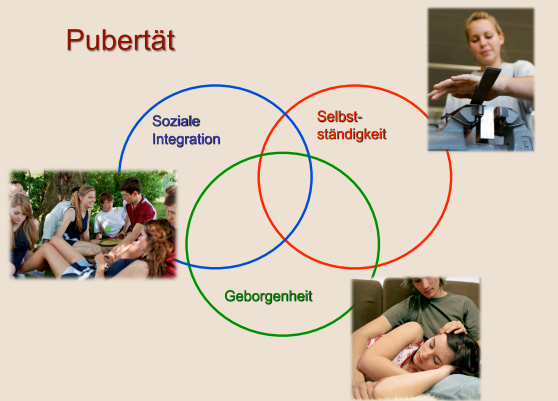 Pubertät
Soziale
Integration
Selbst-
ständigkeit
Geborgenheit